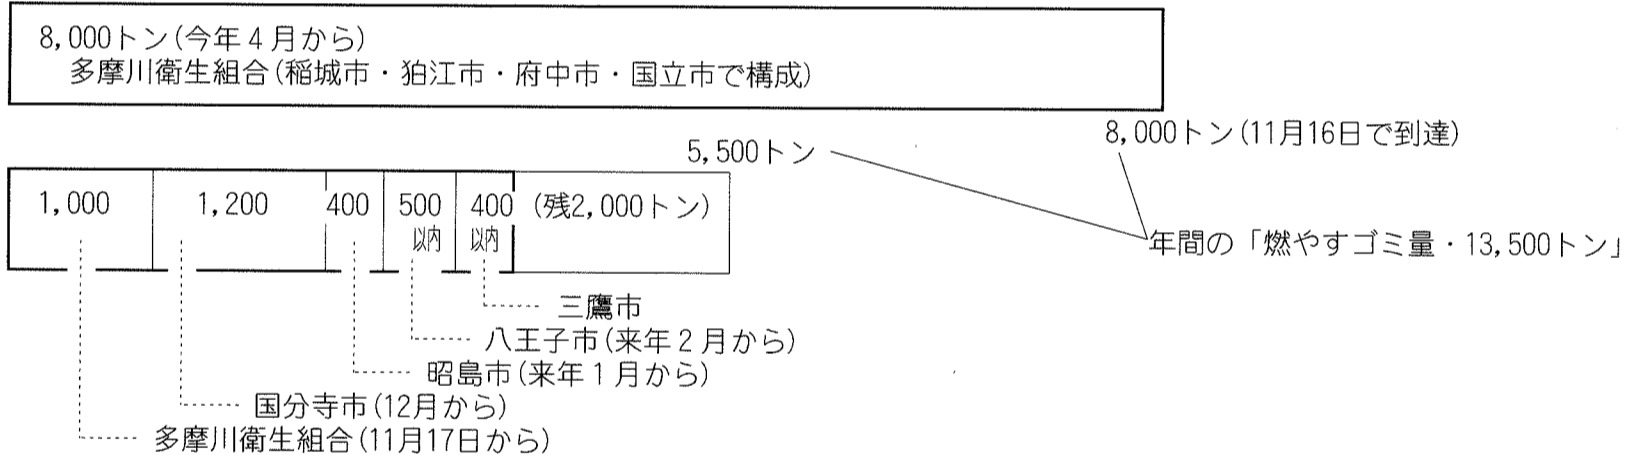 8,000トン(今年4月から)
多摩川衛生組合(稲城市・狛江市・府中市・国立市で構成)
8,000トン(11月16日で到達)
5,500トン
1,000
1,200
400
500
以内
400
以内
(残2,000トン)
年間の「燃やすゴミ量・13,500トン」
三鷹市
八王子市(来年2月から)
昭島市(来年1月から)
国分寺市(12月から)
多摩川衛生組合(11月17日から)